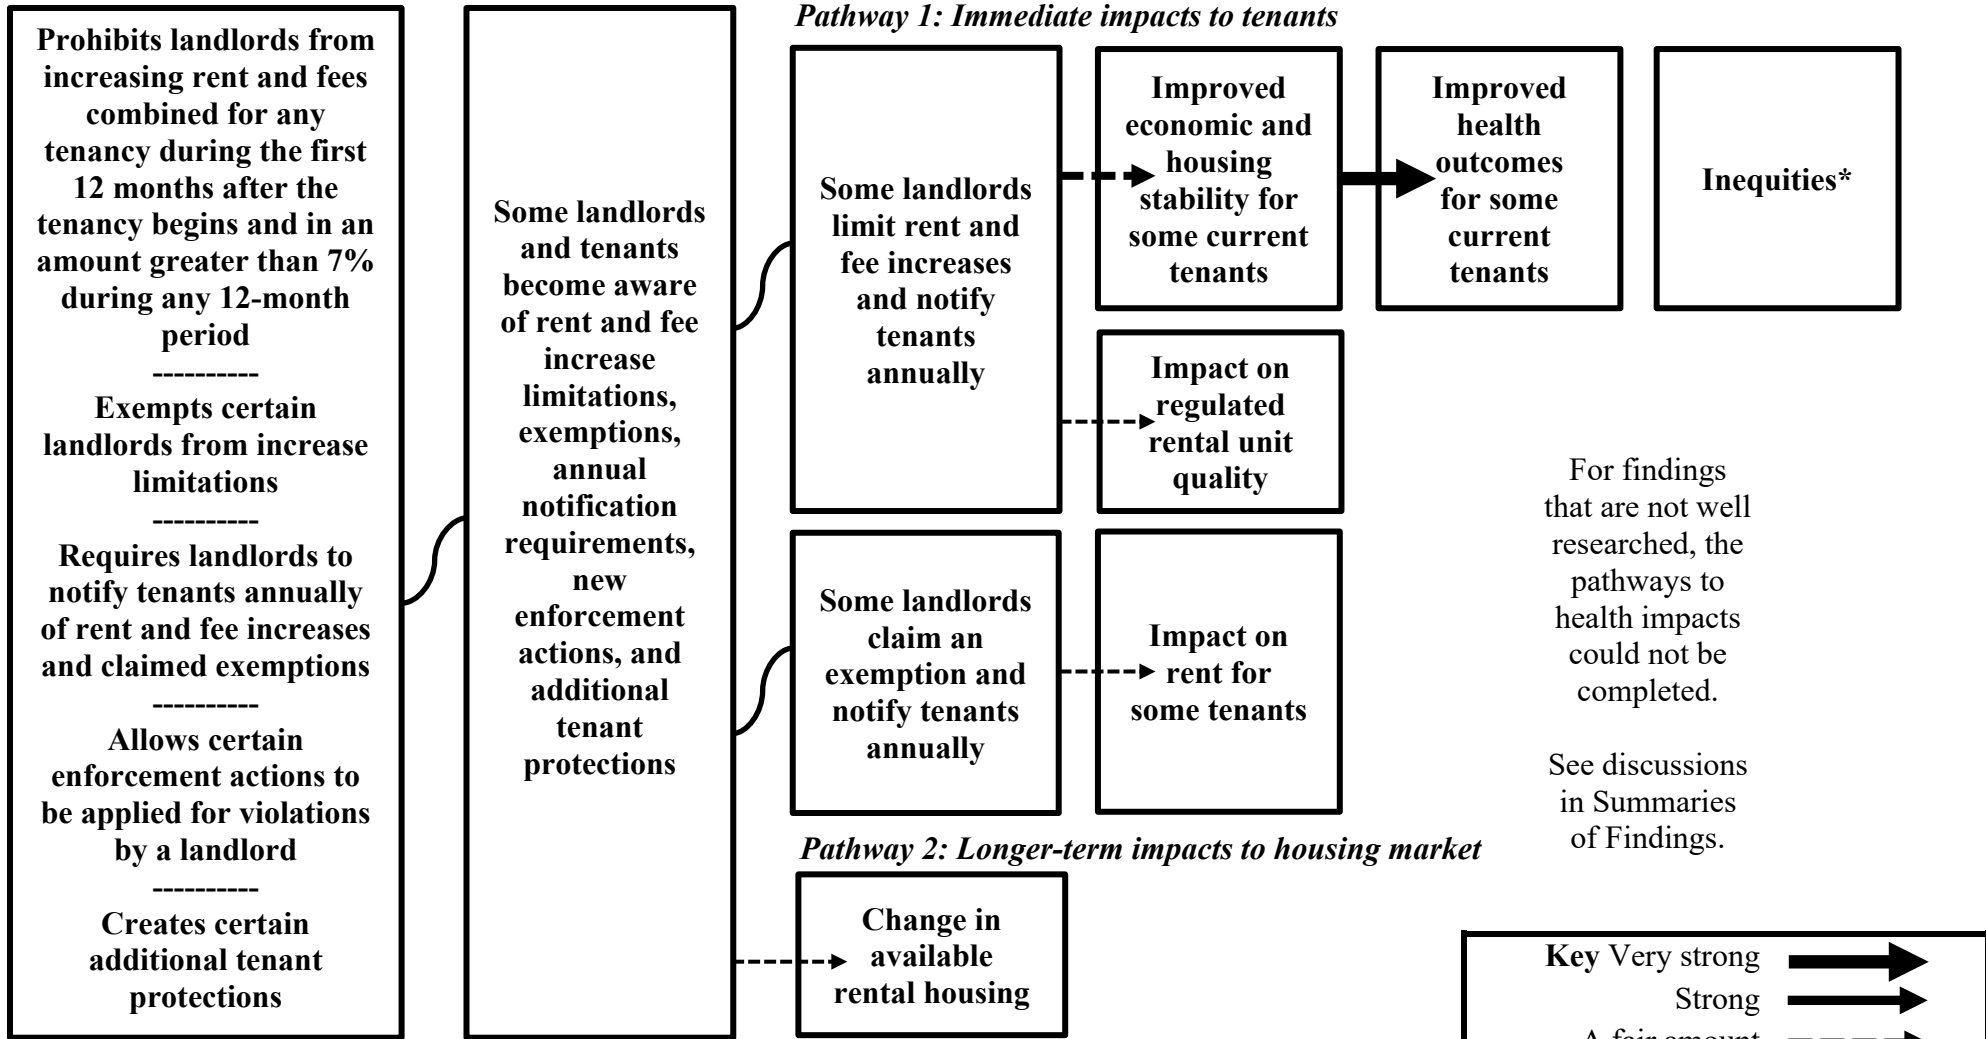 Prohibits landlords from
increasing rent and fees
combined for any
tenancy during the first
12 months after the
tenancy begins and in an
amount greater than 7%
during any 12-month
period
----------
Exempts certain
landlords from increase
limitations
----------
Requires landlords to
notify tenants annually
of rent and fee increases
and claimed exemptions
----------
Allows certain
enforcement actions to
be applied for violations
by a landlord
----------
Creates certain
additional tenant
protections
Some landlords
and tenants
become aware
of rent and fee
increase
limitations,
exemptions,
annual
notification
requirements,
new
enforcement
actions, and
additional
tenant
protections
Pathway 1: Immediate impacts to tenants
Some landlords
limit rent and
fee increases
and notify
tenants
annually
Improved
economic and
housing
stability for
some current
tenants
Improved
health
outcomes
for some
current
tenants
Inequities*
Impact on
regulated
rental unit
quality
Some landlords
claim an
exemption and
notify tenants
annually
Impact on
rent for
some tenants
For findings
that are not well
researched, the
pathways to
health impacts
could not be
completed.
See discussions
in Summaries
of Findings.
Pathway 2: Longer-term impacts to housing market
Change in
available
rental housing
Key Very strong
Strong
A fair amount